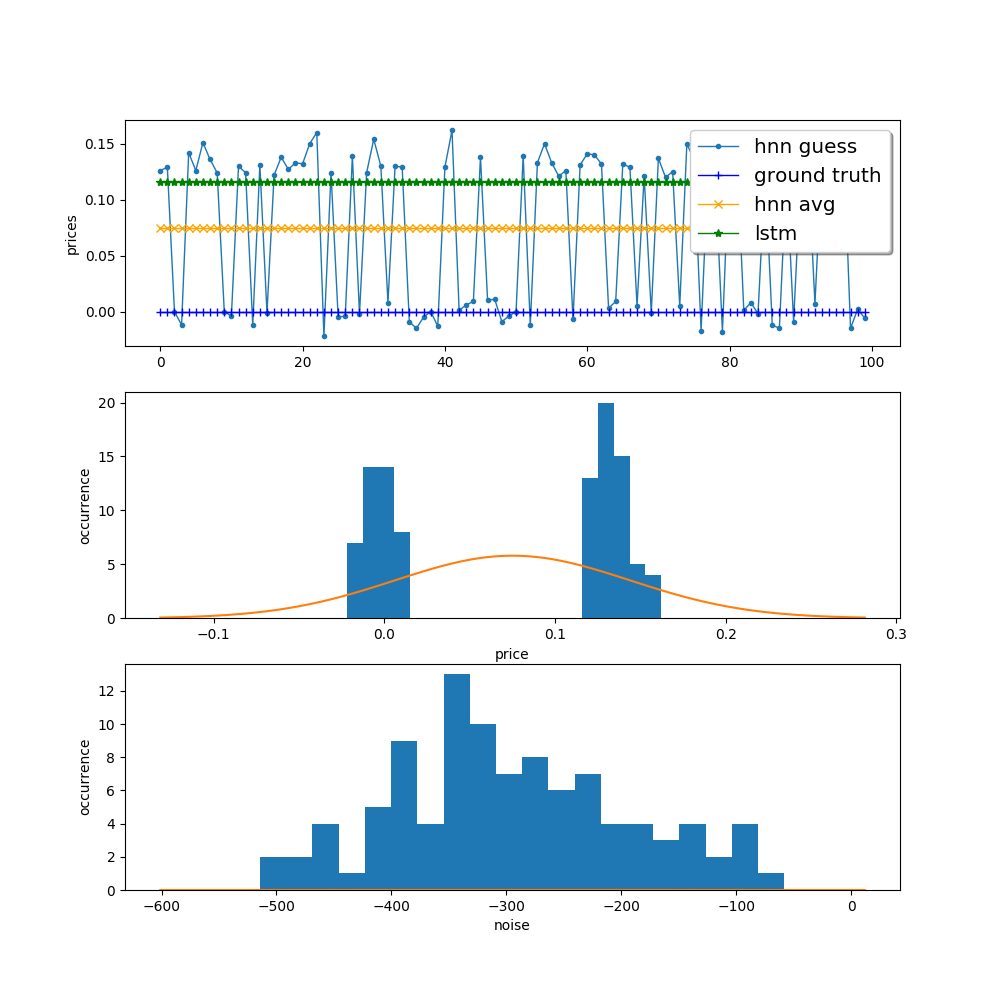 prices
0.15
0.10
0.05
0.00
hnn guess
ground truth
hnn avg
lstm
0 20 40 60 80 100
occurrence
20
15
10
5
0
−0.1 0.0 0.1 0.2 0.3
price
occurrence
12
10
8
6
4
2
0
−600 −500 −400 −300 −200 −100 0
noise